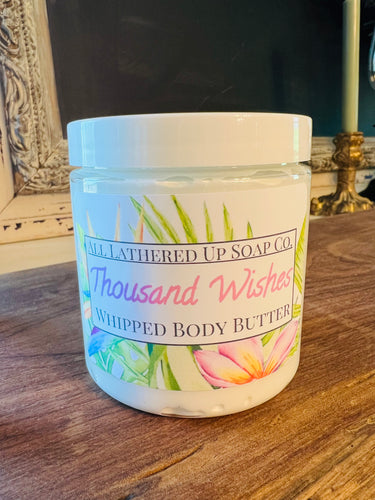 All Lathered Up Soap Co.
Thousand Wishes
Whipped Body Butter